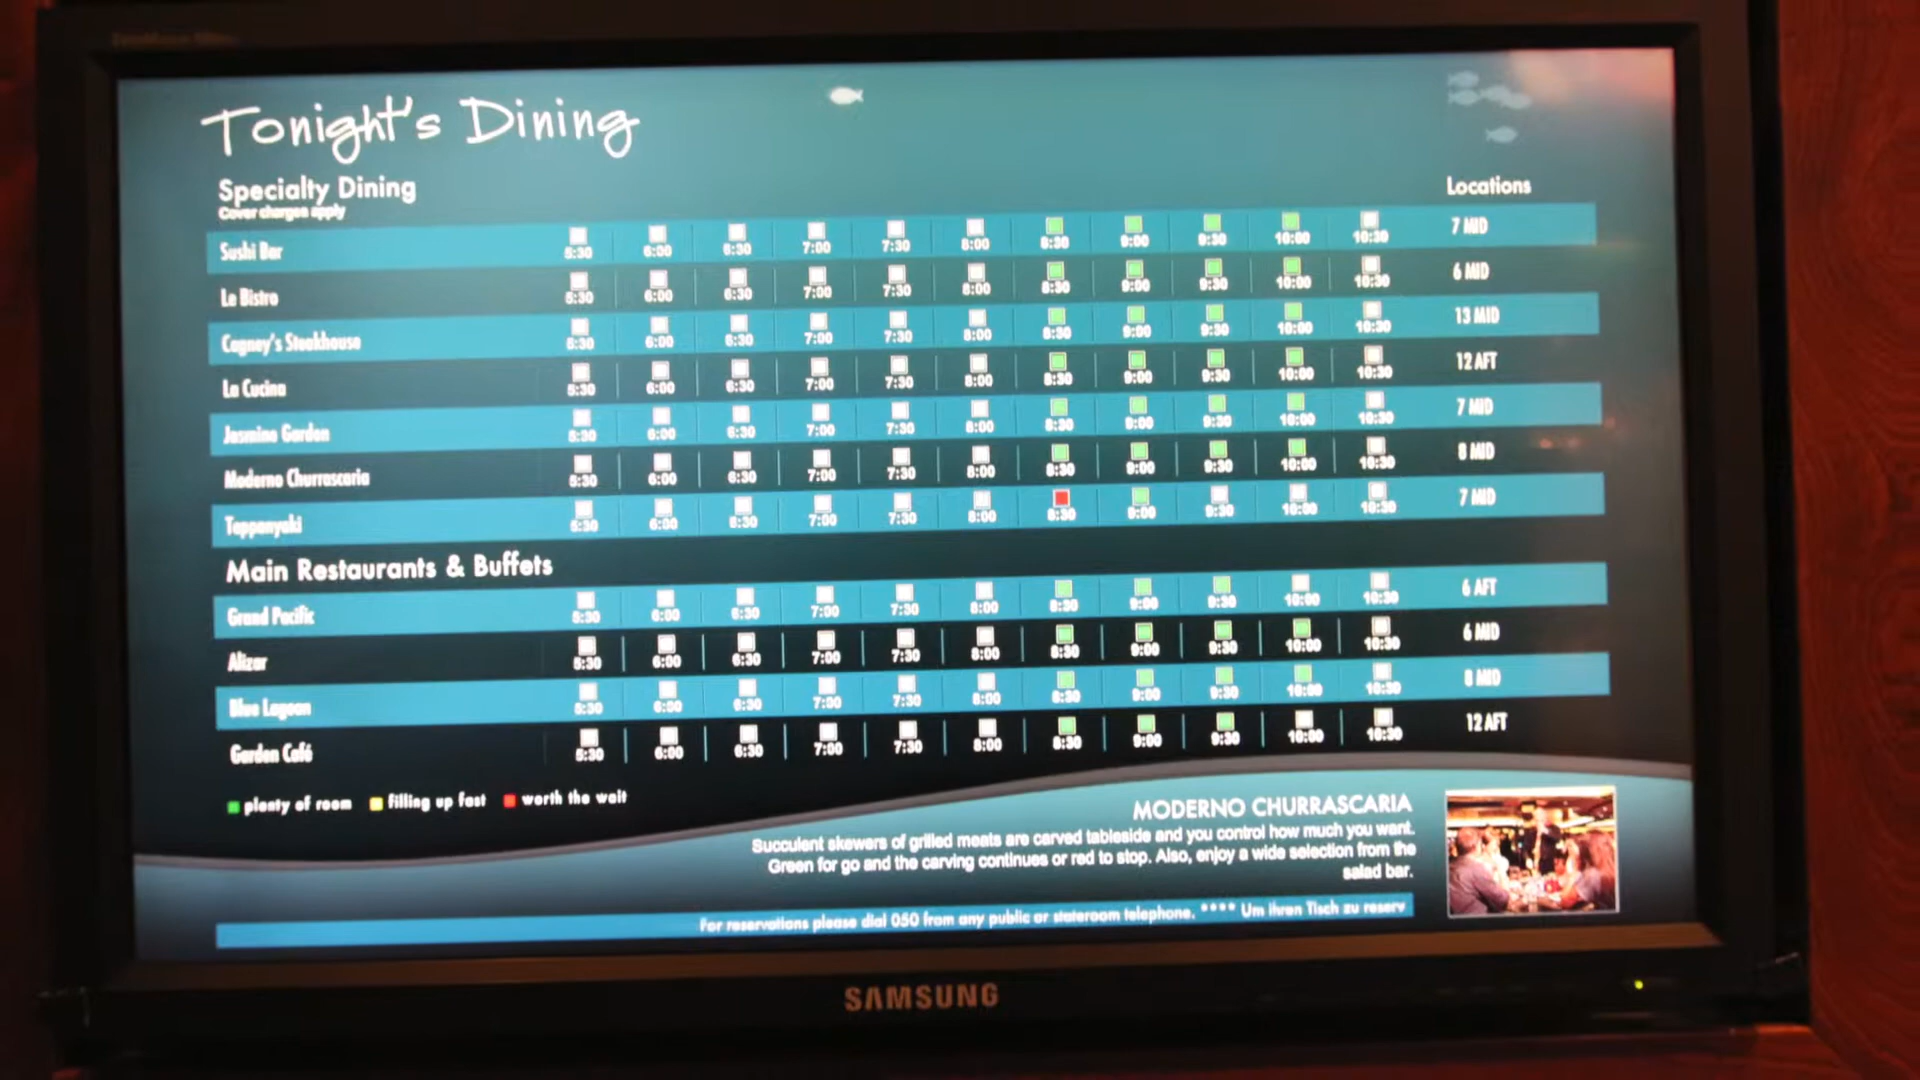 Tonight's Dining
Specialty Dining
Cover charges apply
Locations
Sushi Bar 5:30 6:00 6:30 7:00 7:30 8:00 8:30 9:00 9:30 10:00 10:30 7 MID
Le Bistro 5:30 6:00 6:30 7:00 7:30 8:00 8:30 9:00 9:30 10:00 10:30 6 MID
Cagney's Steakhouse 5:30 6:00 6:30 7:00 7:30 8:00 8:30 9:00 9:30 10:00 10:30 13 MID
La Cucina 5:30 6:00 6:30 7:00 7:30 8:00 8:30 9:00 9:30 10:00 10:30 12 AFT
Jasmine Garden 5:30 6:00 6:30 7:00 7:30 8:00 8:30 9:00 9:30 10:00 10:30 7 MID
Moderno Churrascaria 5:30 6:00 6:30 7:00 7:30 8:00 8:30 9:00 9:30 10:00 10:30 8 MID
Teppanyaki 5:30 6:00 6:30 7:00 7:30 8:00 8:30 9:00 9:30 10:00 10:30 7 MID
Main Restaurants & Buffets
Grand Pacific 5:30 6:00 6:30 7:00 7:30 8:00 8:30 9:00 9:30 10:00 10:30 6 AFT
Alizar 5:30 6:00 6:30 7:00 7:30 8:00 8:30 9:00 9:30 10:00 10:30 6 MID
Blue Lagoon 5:30 6:00 6:30 7:00 7:30 8:00 8:30 9:00 9:30 10:00 10:30 8 MID
Garden Café 5:30 6:00 6:30 7:00 7:30 8:00 8:30 9:00 9:30 10:00 10:30 12 AFT
plenty of room filling up fast worth the wait
MODERNO CHURRASCARIA
Succulent skewers of grilled meats are carved tableside and you control how much you want.
Green for go and the carving continues or red to stop. Also, enjoy a wide selection from the
salad bar.
For reservations please dial 050 from any public or stateroom telephone. **** Um ihren Tisch zu reserv
SAMSUNG